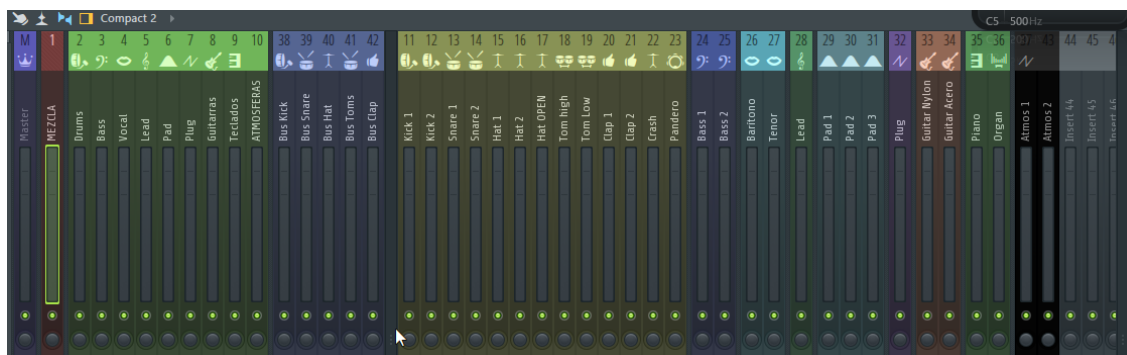 Compact 2
C5 500Hz
M 1 2 3 4 5 6 7 8 9 10 38 39 40 41 42 11 12 13 14 15 16 17 18 19 20 21 22 23 24 25 26 27 28 29 30 31 32 33 34 35 36 37 43 44 45 4
Master
MEZCLA
Drums
Bass
Vocal
Lead
Pad
Plug
Guitarras
Teclados
ATMOSFERAS
Bus Kick
Bus Snare
Bus Hat
Bus Toms
Bus Clap
Kick 1
Kick 2
Snare 1
Snare 2
Hat 1
Hat 2
Hat OPEN
Tom high
Tom Low
Clap 1
Clap 2
Crash
Pandero
Bass 1
Bass 2
Baritono
Tenor
Lead
Pad 1
Pad 2
Pad 3
Plug
Guitar Nylon
Guitar Acero
Piano
Organ
Atmos 1
Atmos 2
Insert 44
Insert 45
Insert 46